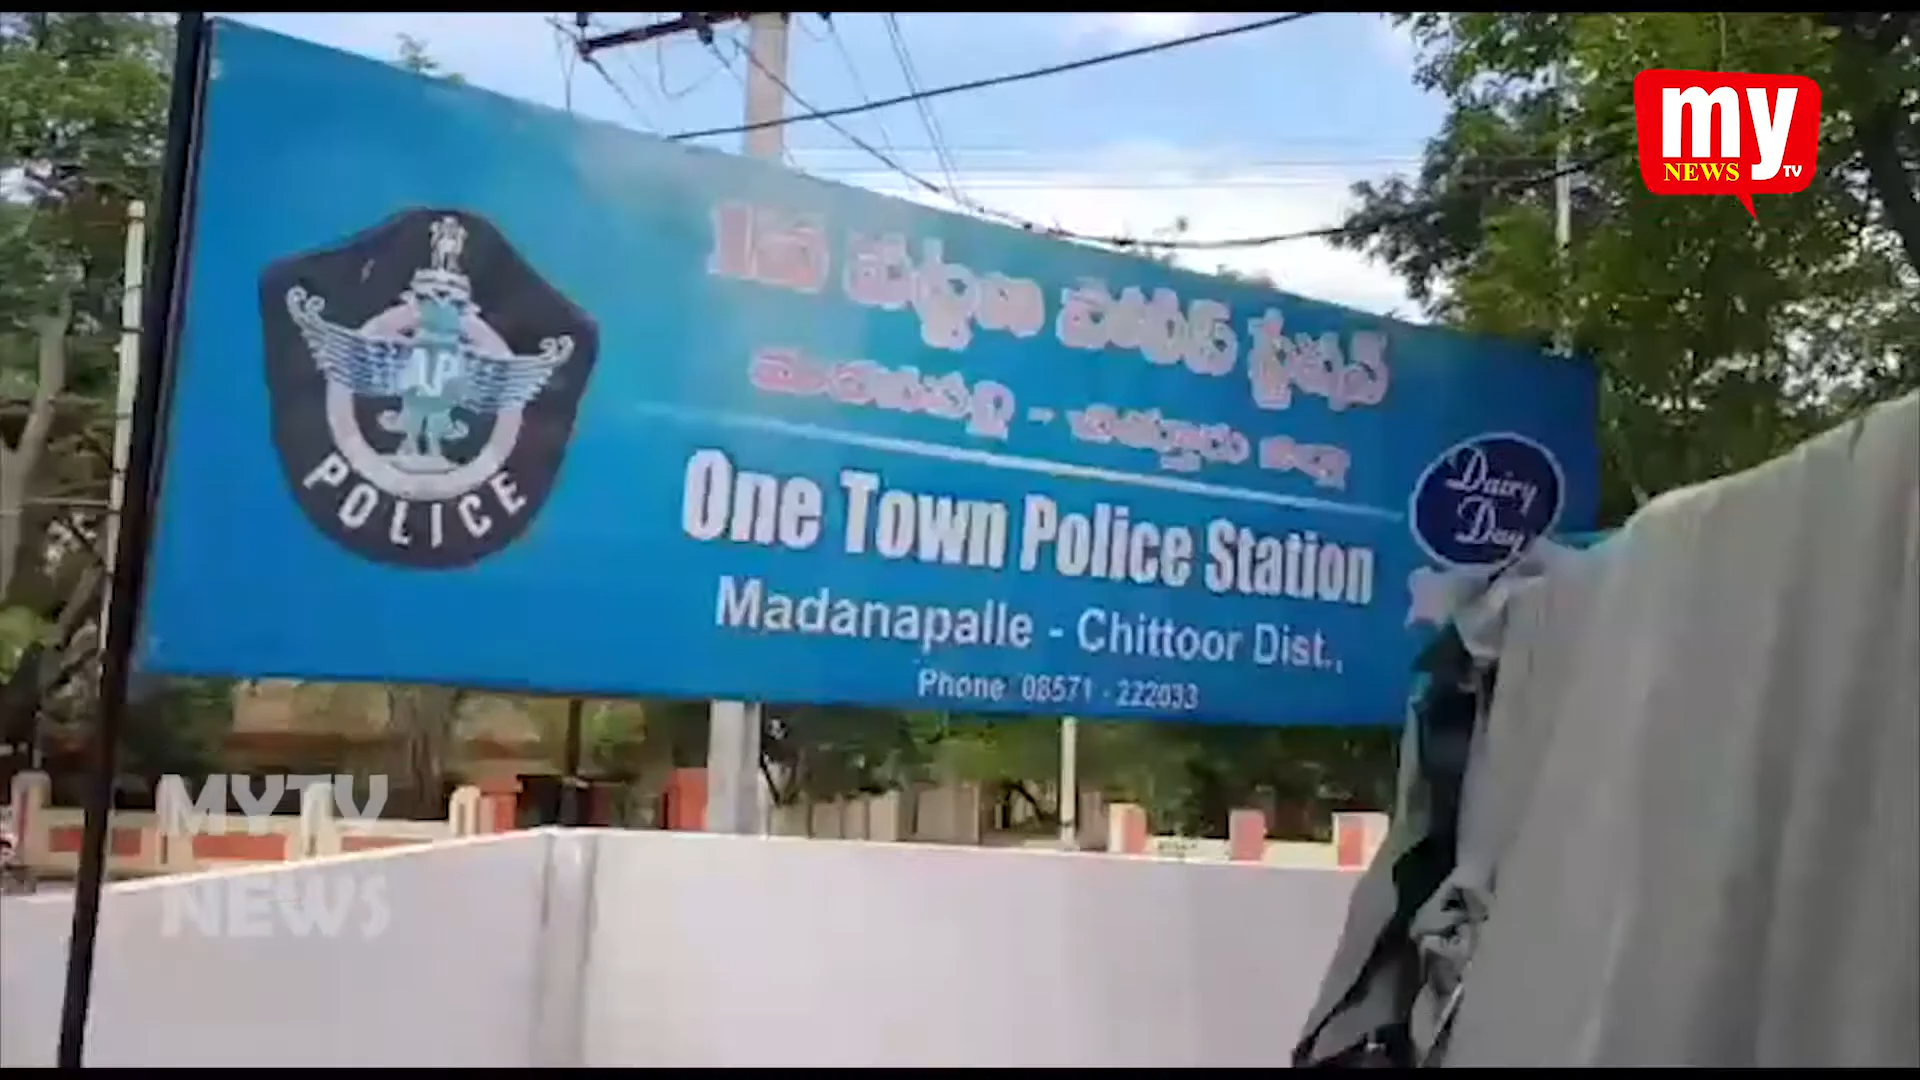 my
NEWS TV
AP
POLICE
1వ పట్టణ పోలీస్ స్టేషన్
మదనపల్లి - చిత్తూరు జిల్లా
One Town Police Station
Madanapalle - Chittoor Dist.,
Phone 08571 - 222033
Dairy
Day
MYTV
NEWS